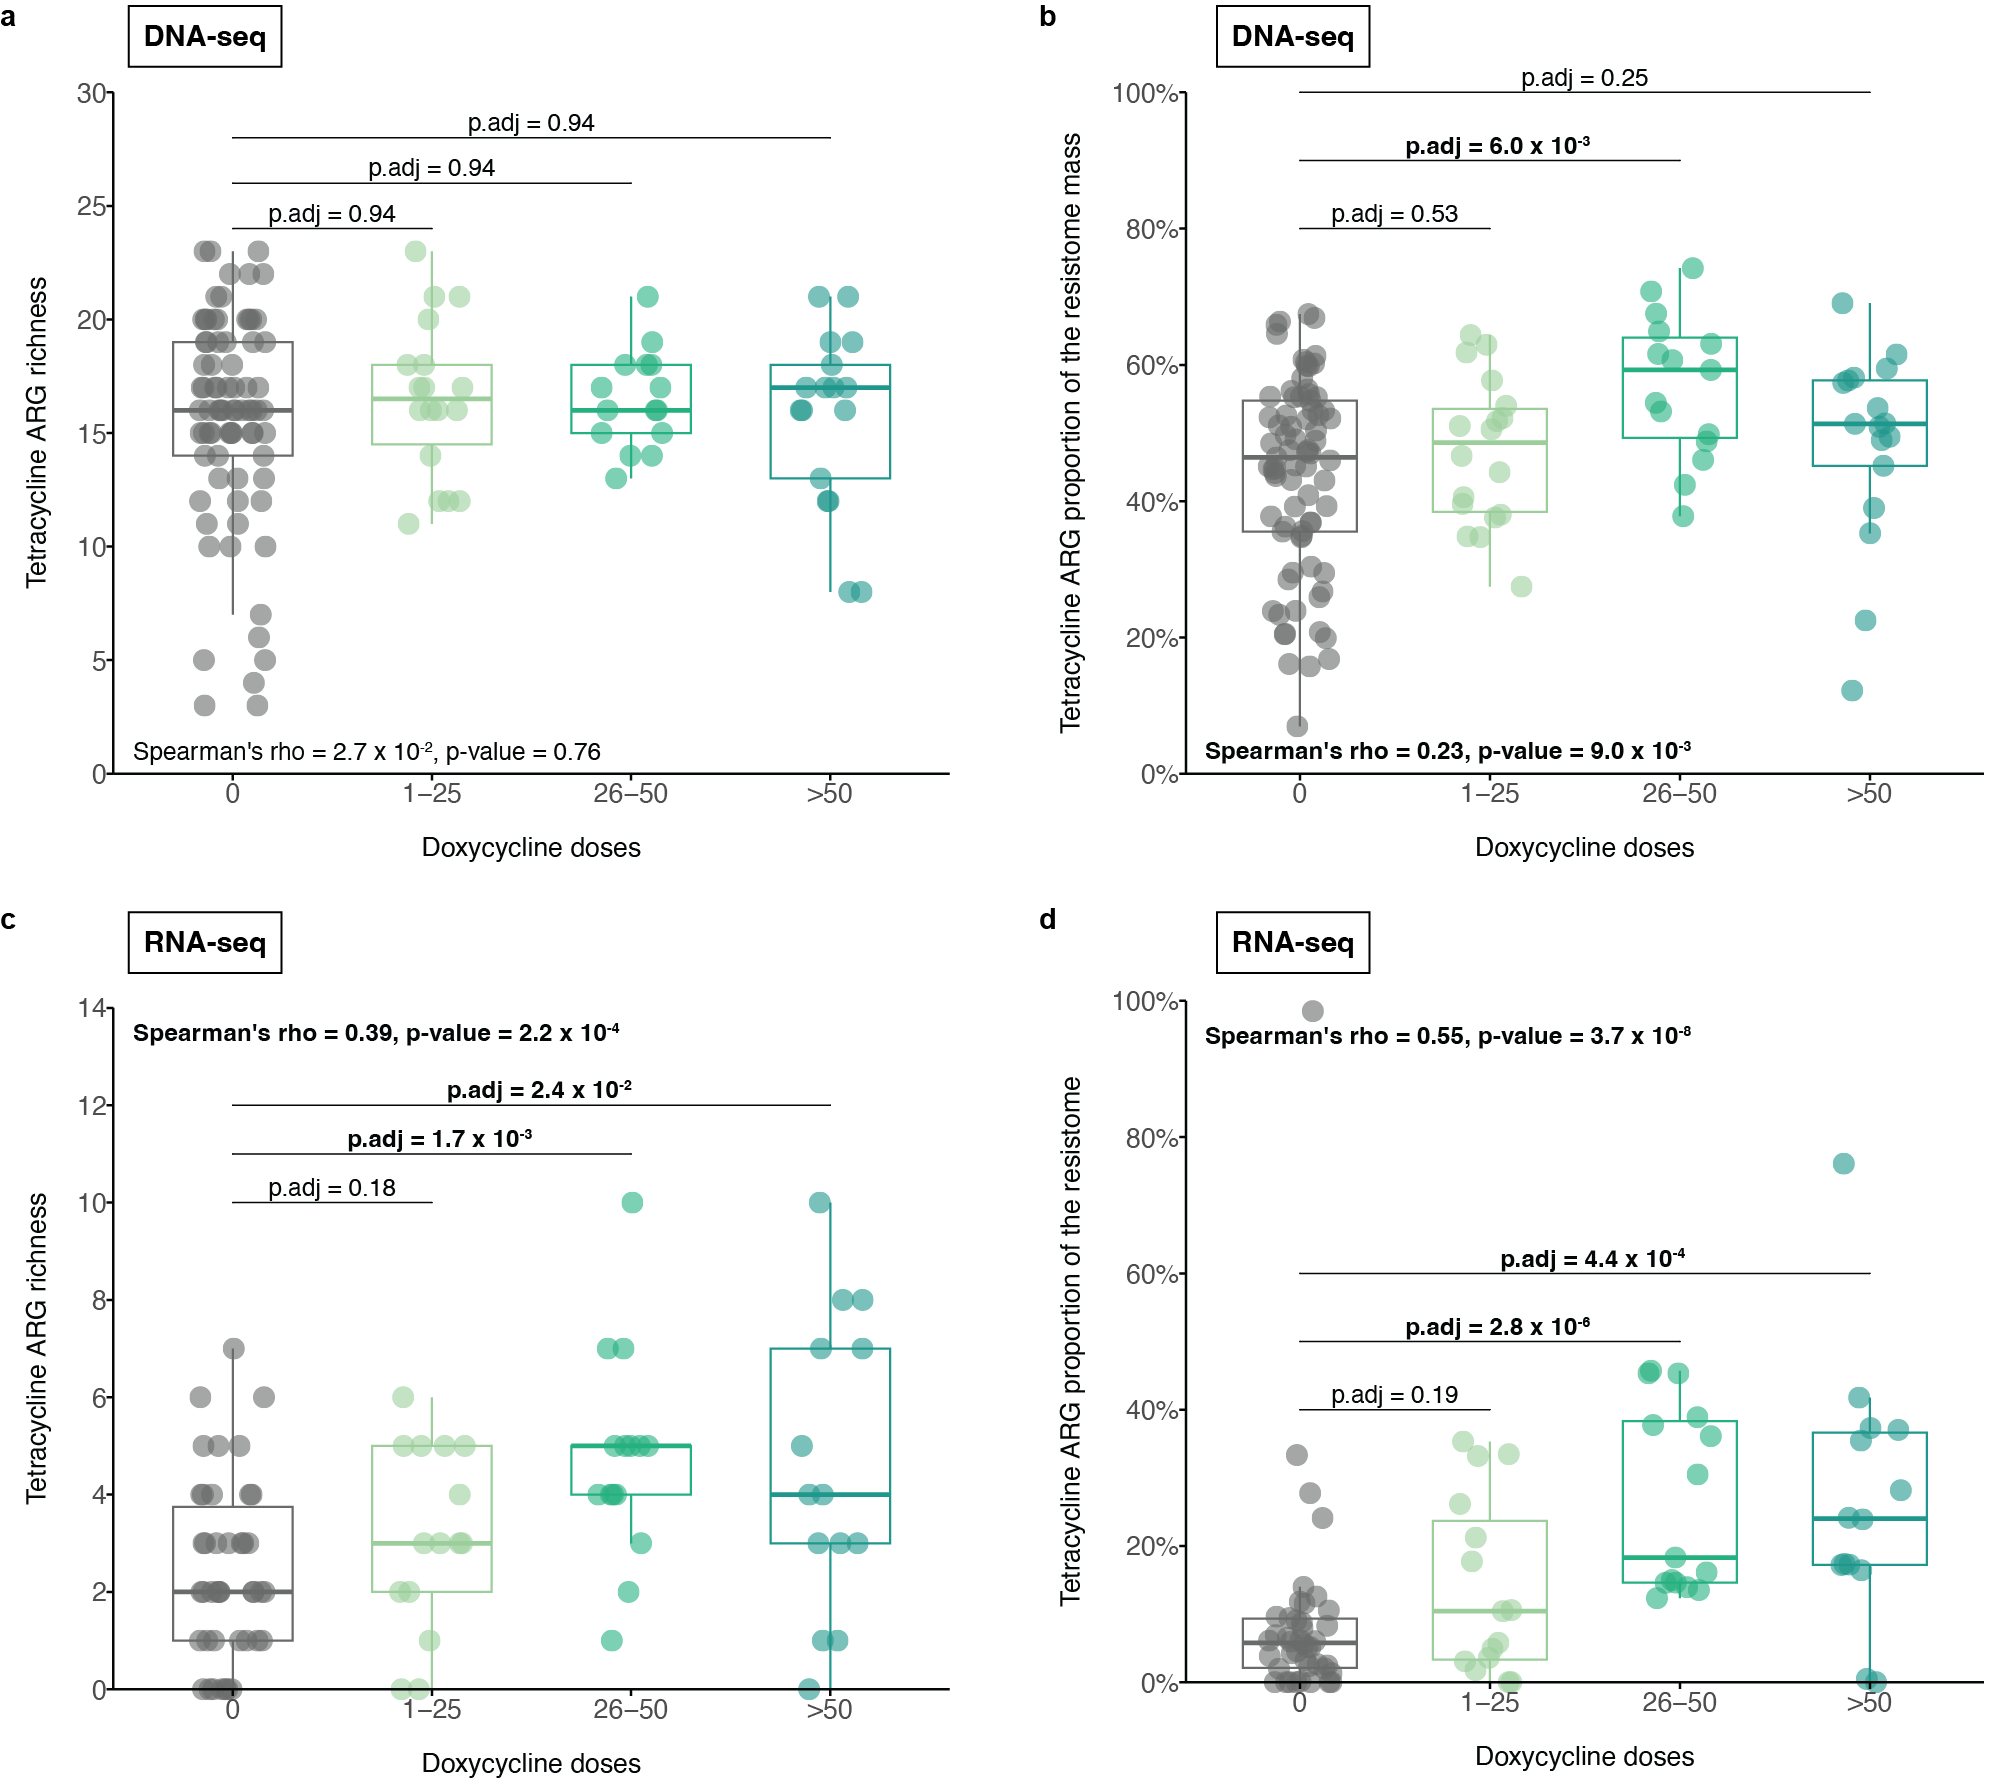 a
DNA-seq
30
25
20
15
10
5
0
Tetracycline ARG richness
p.adj = 0.94
p.adj = 0.94
p.adj = 0.94
Spearman's rho = 2.7 x 10⁻², p-value = 0.76
0
1–25
26–50
>50
Doxycycline doses
b
DNA-seq
100%
80%
60%
40%
20%
0%
Tetracycline ARG proportion of the resistome mass
p.adj = 0.25
p.adj = 6.0 x 10⁻³
p.adj = 0.53
Spearman's rho = 0.23, p-value = 9.0 x 10⁻³
0
1–25
26–50
>50
Doxycycline doses
c
RNA-seq
14
12
10
8
6
4
2
0
Tetracycline ARG richness
Spearman's rho = 0.39, p-value = 2.2 x 10⁻⁴
p.adj = 2.4 x 10⁻²
p.adj = 1.7 x 10⁻³
p.adj = 0.18
0
1–25
26–50
>50
Doxycycline doses
d
RNA-seq
100%
80%
60%
40%
20%
0%
Tetracycline ARG proportion of the resistome
Spearman's rho = 0.55, p-value = 3.7 x 10⁻⁸
p.adj = 4.4 x 10⁻⁴
p.adj = 2.8 x 10⁻⁶
p.adj = 0.19
0
1–25
26–50
>50
Doxycycline doses